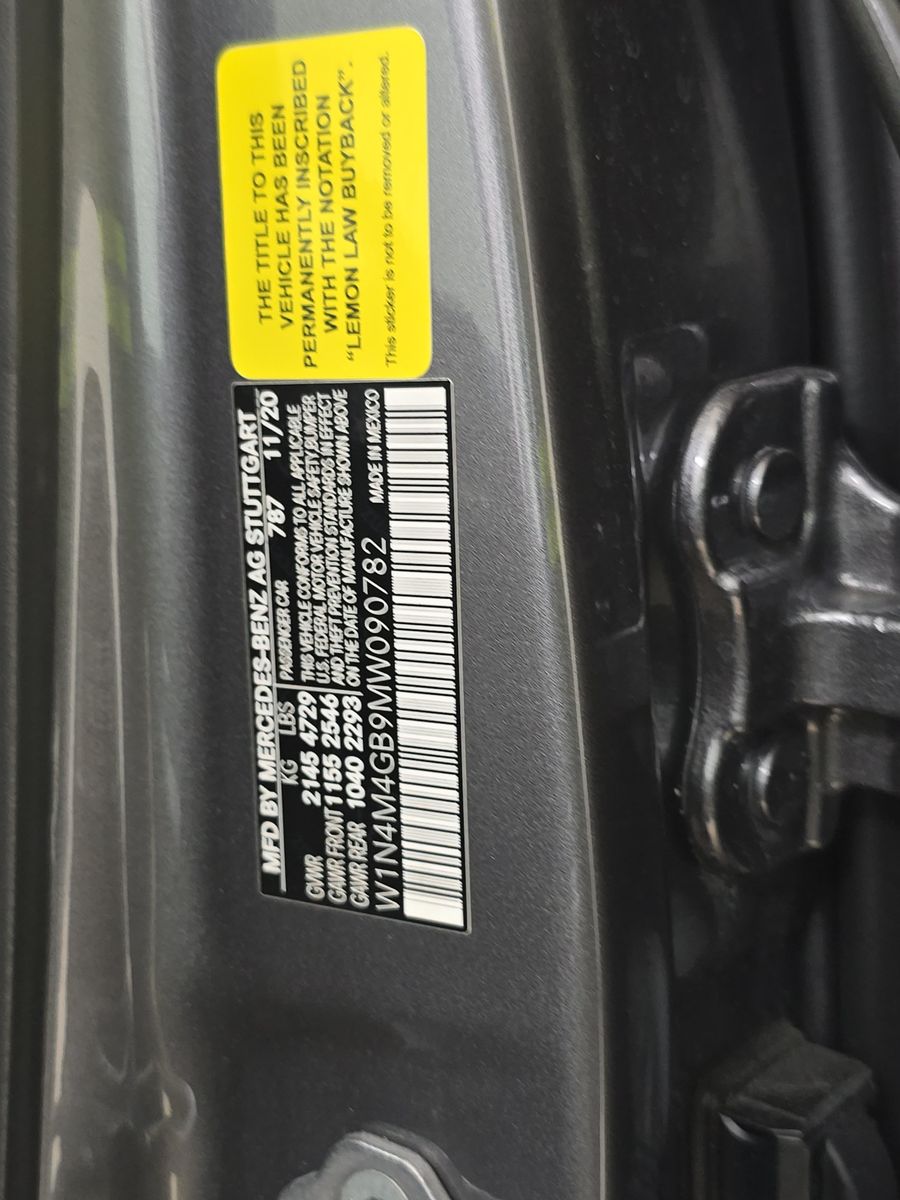 THE TITLE TO THIS
VEHICLE HAS BEEN
PERMANENTLY INSCRIBED
WITH THE NOTATION
“LEMON LAW BUYBACK”.
This sticker is not to be removed or altered.
MFD BY MERCEDES-BENZ AG STUTTGART
KG LBS PASSENGER CAR 787 11/20
GVWR 2145 4729 THIS VEHICLE CONFORMS TO ALL APPLICABLE
GAWR FRONT 1155 2546 U.S. FEDERAL MOTOR VEHICLE SAFETY, BUMPER
GAWR REAR 1040 2293 AND THEFT PREVENTION STANDARDS IN EFFECT
ON THE DATE OF MANUFACTURE SHOWN ABOVE
W1N4M4GB9MW090782 MADE IN MEXICO